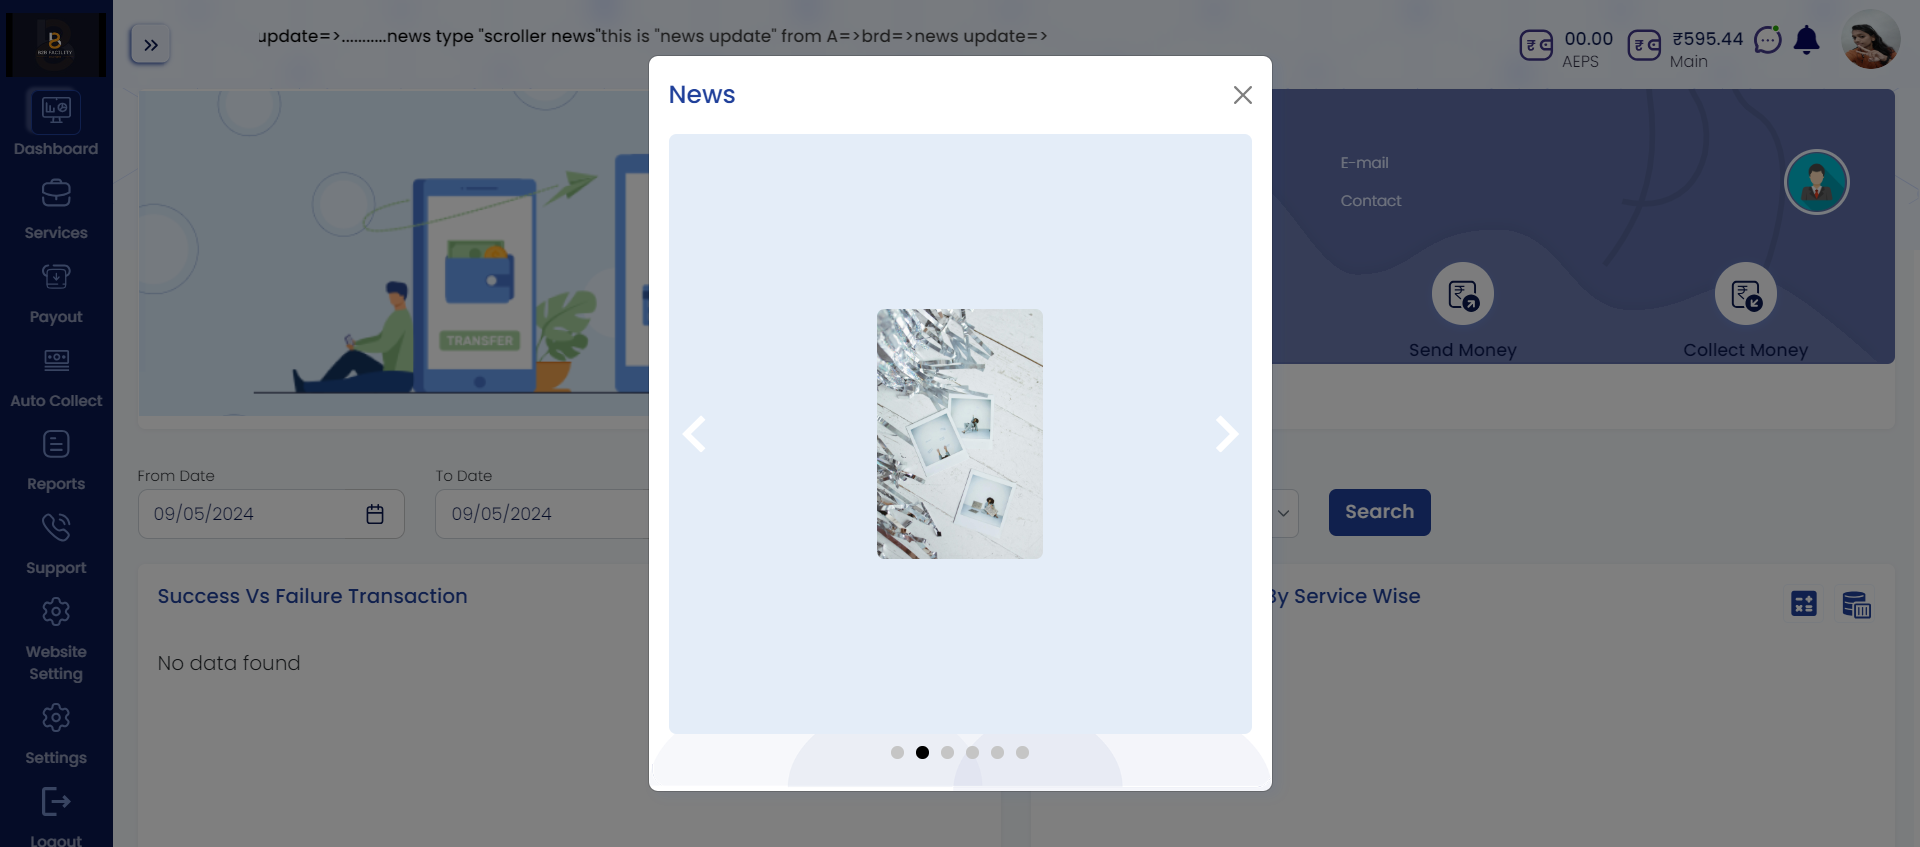 B2B FACILITY
update=>...........news type "scroller news"this is "news update" from A=>brd=>news update=>
00.00
AEPS
₹595.44
Main
Dashboard
Services
Payout
Auto Collect
Reports
Support
Website
Setting
Settings
Logout
News
TRANSFER
E-mail
Contact
Send Money
Collect Money
From Date
To Date
09/05/2024
09/05/2024
Search
Success Vs Failure Transaction
By Service Wise
No data found